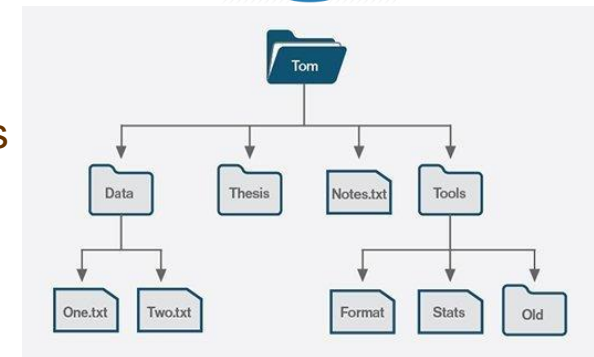 Tom
s
Data Thesis Notes.txt Tools
One.txt Two.txt Format Stats Old